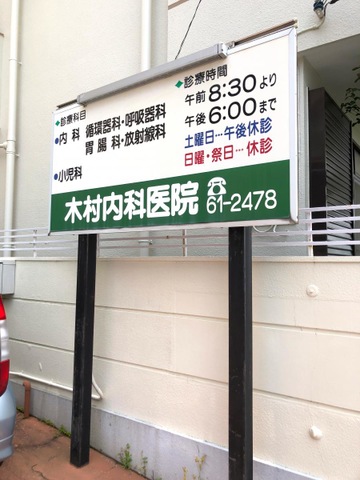 ◆診療科目
●内科 循環器科・呼吸器科
胃腸科・放射線科
●小児科
◆診療時間
午前 8:30より
午後 6:00まで
土曜日…午後休診
日曜・祭日…休診
木村内科医院 ☎61-2478